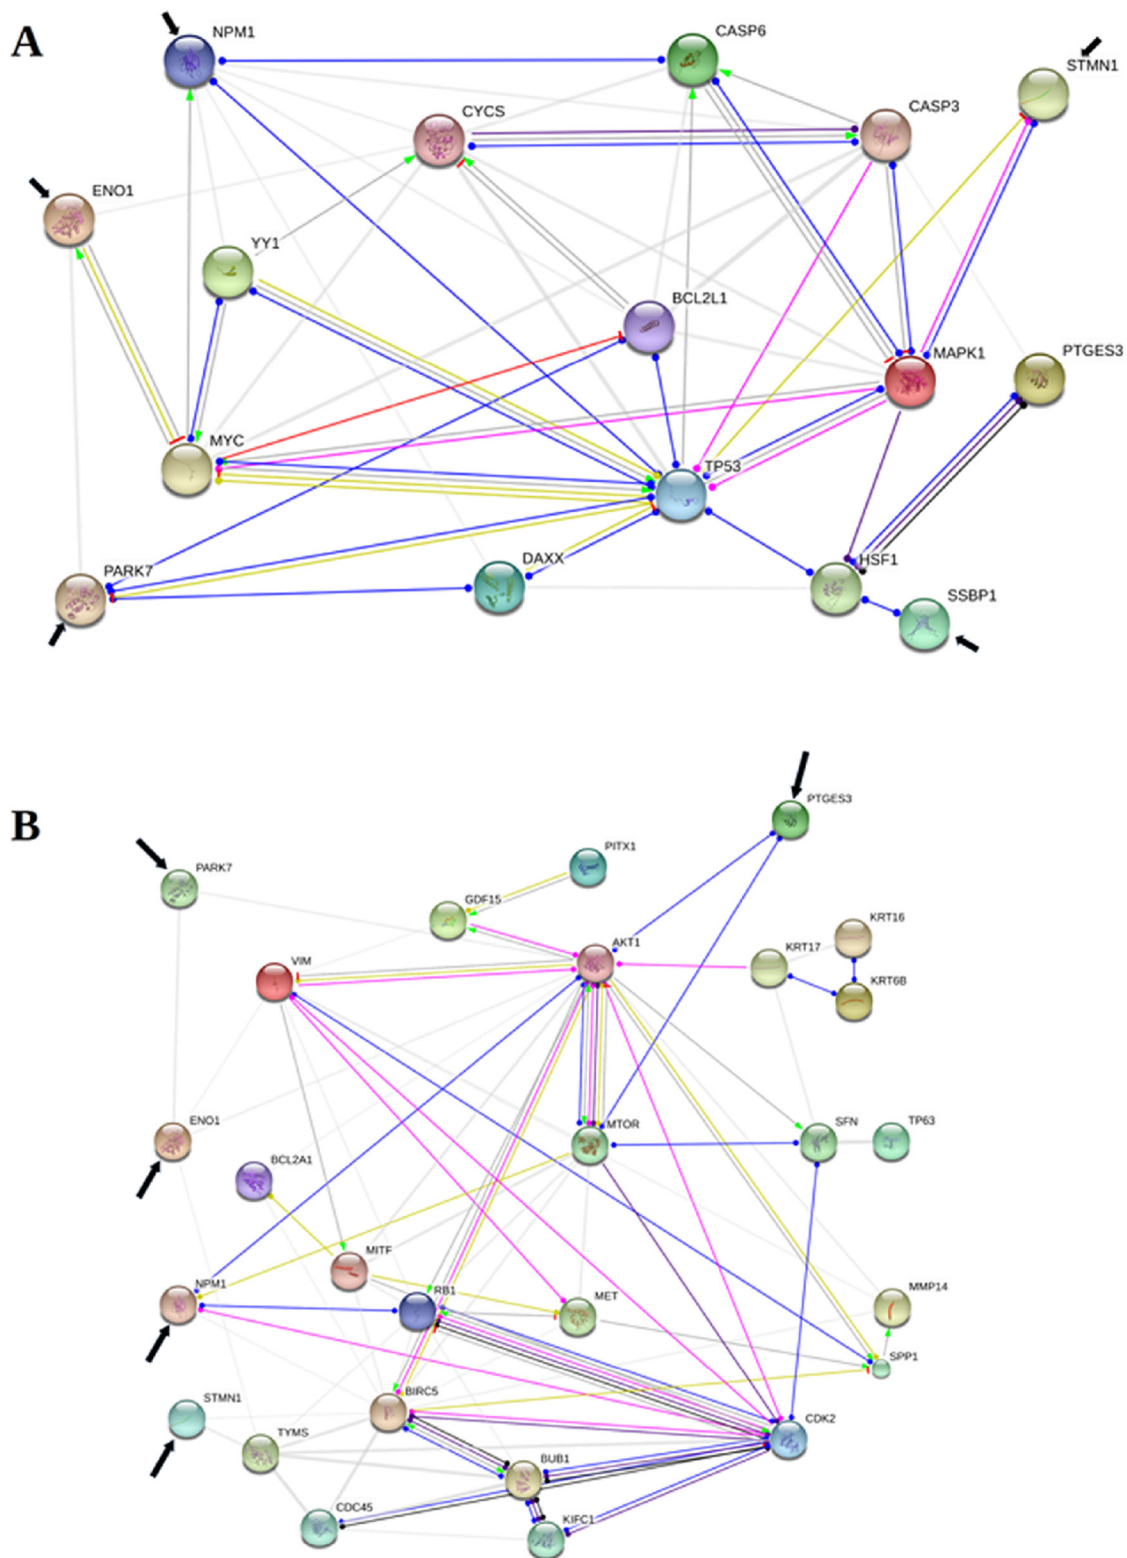 A
NPM1
CASP6
STMN1
CYCS
CASP3
ENO1
YY1
BCL2L1
MAPK1
PTGES3
MYC
TP53
PARK7
DAXX
HSF1
SSBP1
B
PTGES3
PARK7
PITX1
GDF15
KRT16
AKT1
KRT17
VIM
KRT6B
ENO1
MTOR
SFN
TP63
BCL2A1
MITF
NPM1
RB1
MET
MMP14
SPP1
STMN1
BIRC5
CDK2
TYMS
BUB1
CDC45
KIFC1